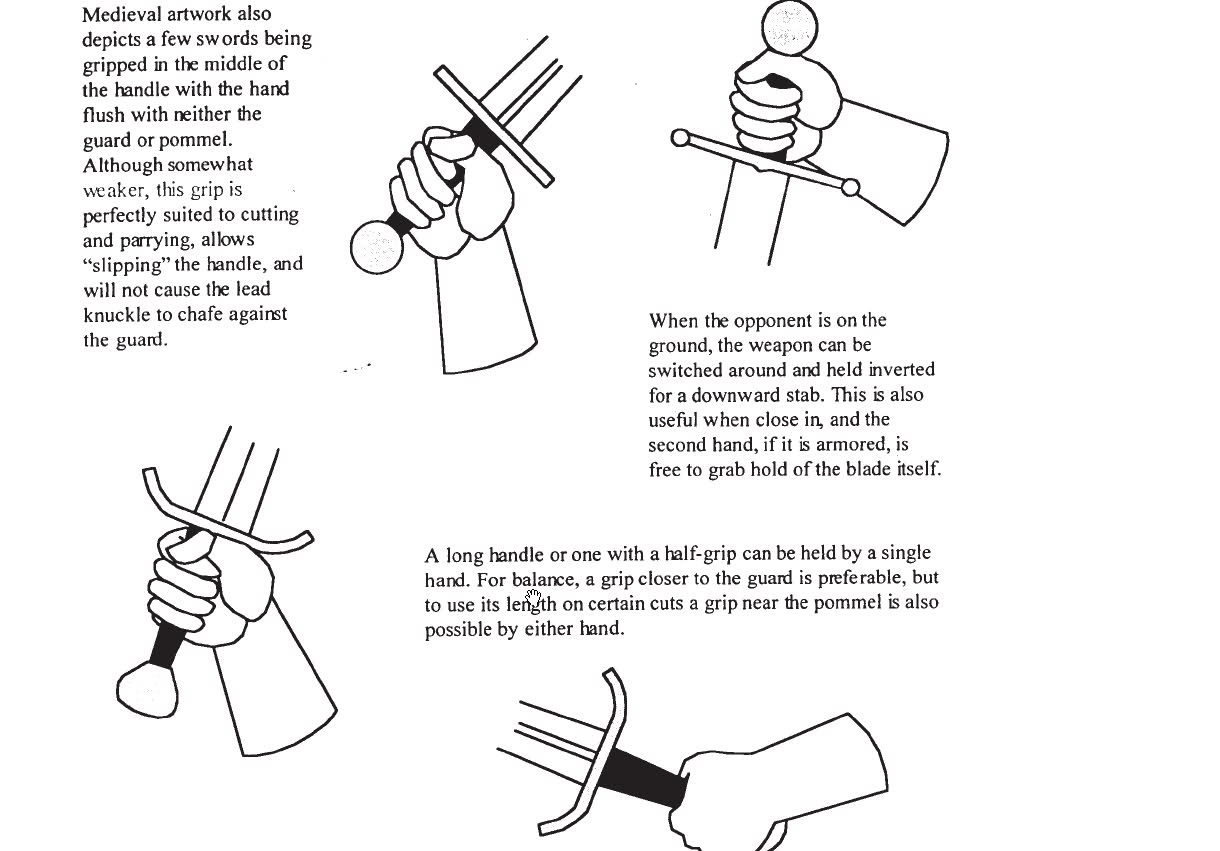 Medieval artwork also
depicts a few swords being
gripped in the middle of
the handle with the hand
flush with neither the
guard or pommel.
Although somewhat
weaker, this grip is
perfectly suited to cutting
and parrying, allows
“slipping” the handle, and
will not cause the lead
knuckle to chafe against
the guard.
When the opponent is on the
ground, the weapon can be
switched around and held inverted
for a downward stab. This is also
useful when close in, and the
second hand, if it is armored, is
free to grab hold of the blade itself.
A long handle or one with a half-grip can be held by a single
hand. For balance, a grip closer to the guard is preferable, but
to use its length on certain cuts a grip near the pommel is also
possible by either hand.